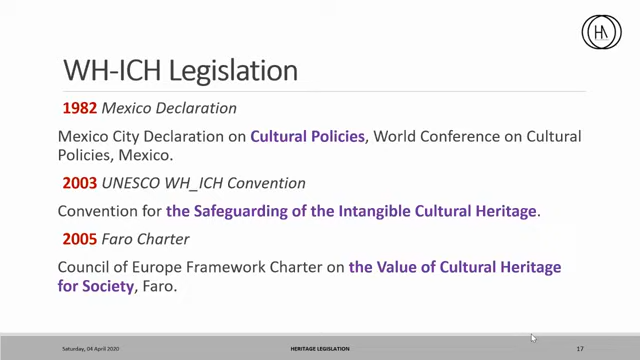 HA
WH-ICH Legislation
1982 Mexico Declaration
Mexico City Declaration on Cultural Policies, World Conference on Cultural
Policies, Mexico.
2003 UNESCO WH_ICH Convention
Convention for the Safeguarding of the Intangible Cultural Heritage.
2005 Faro Charter
Council of Europe Framework Charter on the Value of Cultural Heritage
for Society, Faro.
Saturday, 04 April 2020
HERITAGE LEGISLATION
17